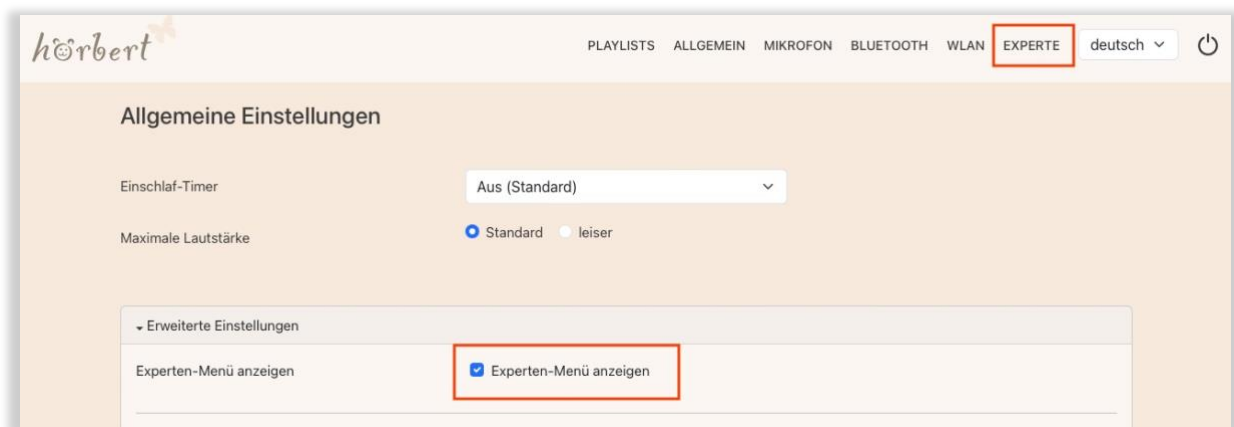 hörbert
PLAYLISTS ALLGEMEIN MIKROFON BLUETOOTH WLAN EXPERTE deutsch
Allgemeine Einstellungen
Einschlaf-Timer Aus (Standard)
Maximale Lautstärke Standard leiser
Erweiterte Einstellungen
Experten-Menü anzeigen Experten-Menü anzeigen